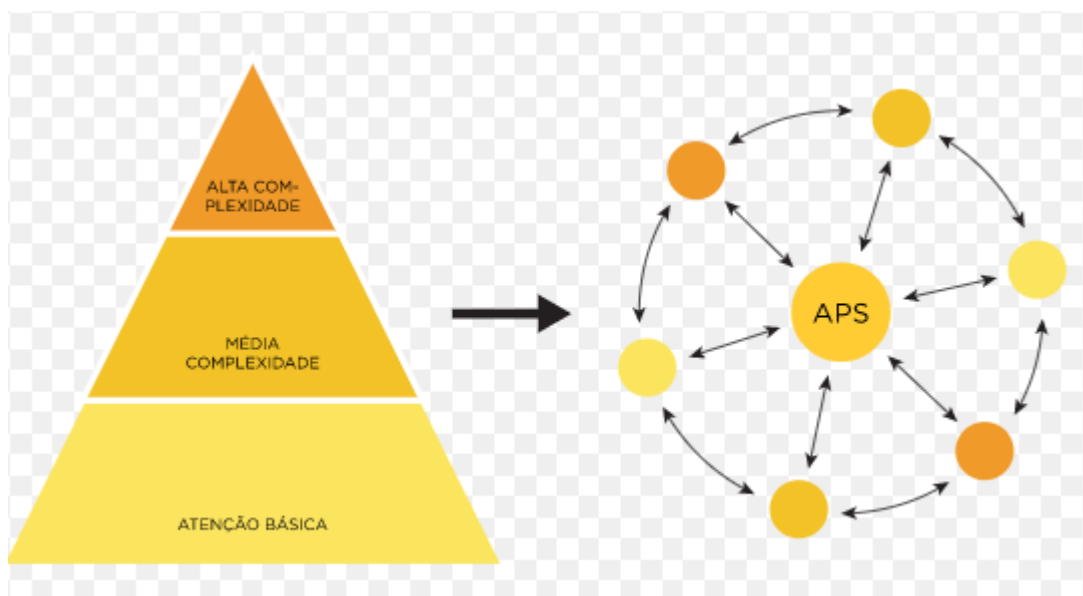 ALTA COM-
PLEXIDADE
MÉDIA
COMPLEXIDADE
ATENÇÃO BÁSICA
APS